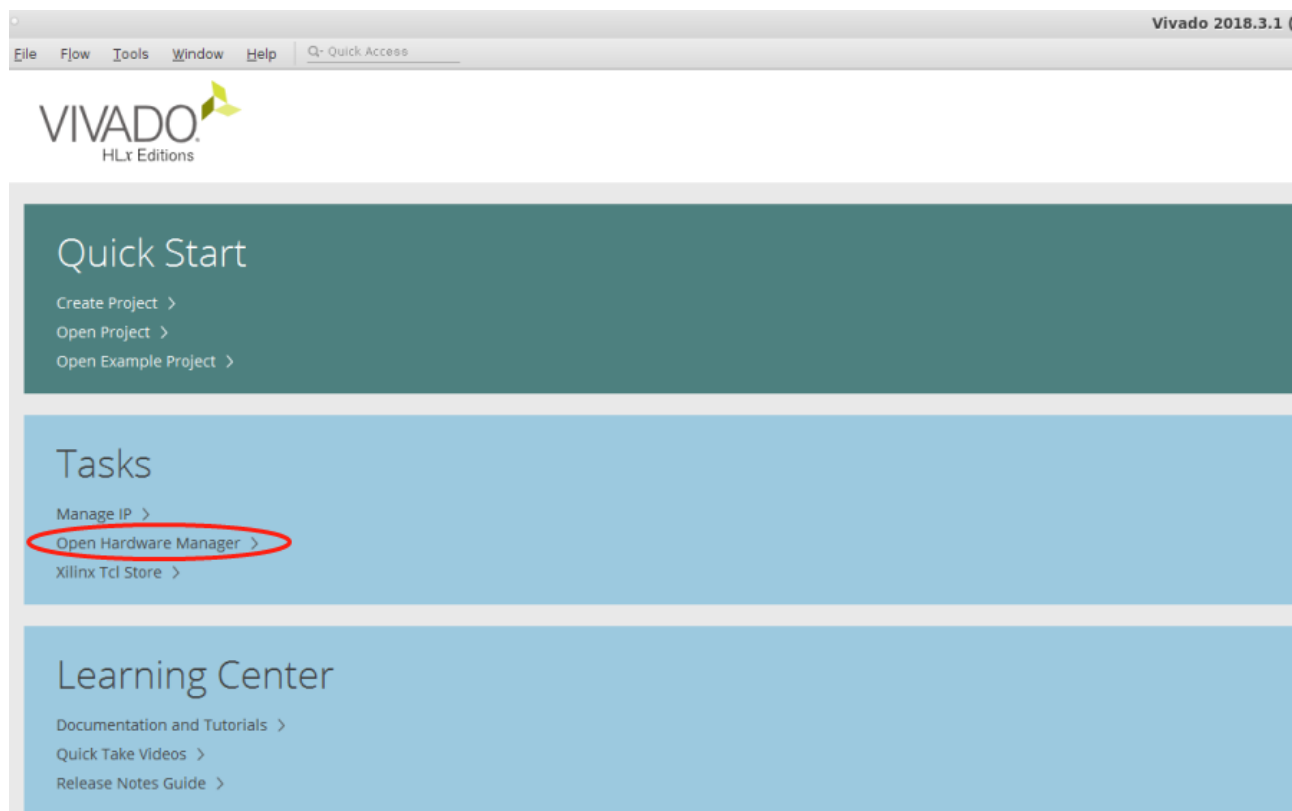 Vivado 2018.3.1 (
File Flow Tools Window Help Q- Quick Access
VIVADO.
HLx Editions
Quick Start
Create Project >
Open Project >
Open Example Project >
Tasks
Manage IP >
Open Hardware Manager >
Xilinx Tcl Store >
Learning Center
Documentation and Tutorials >
Quick Take Videos >
Release Notes Guide >